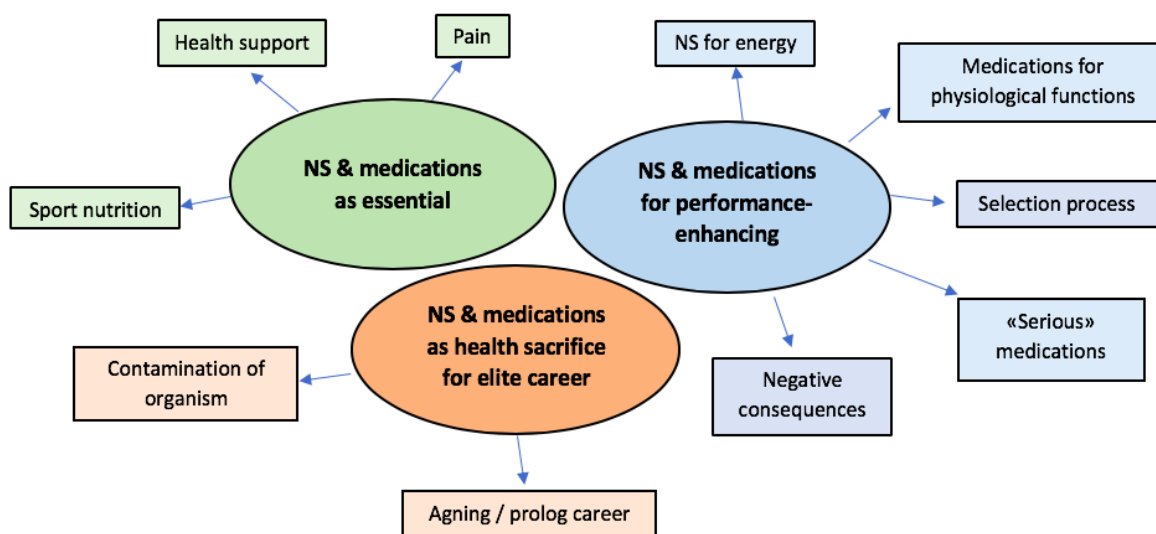 Health support
Pain
NS for energy
Medications for
physiological functions
NS & medications
as essential
NS & medications
for performance-
enhancing
Sport nutrition
Selection process
NS & medications
as health sacrifice
for elite career
«Serious»
medications
Contamination of
organism
Negative
consequences
Agning / prolog career